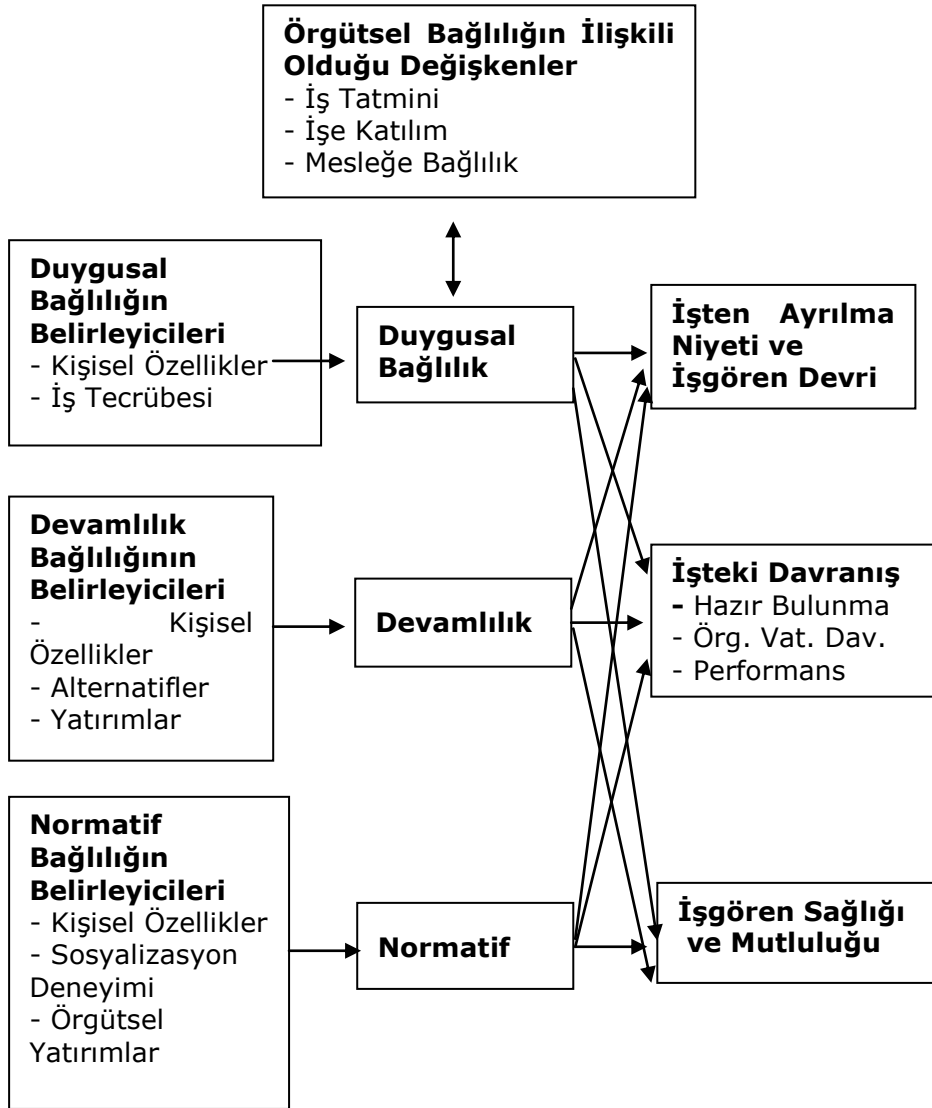 Örgütsel Bağlılığın İlişkili
Olduğu Değişkenler
- İş Tatmini
- İşe Katılım
- Mesleğe Bağlılık
Duygusal
Bağlılığın
Belirleyicileri
- Kişisel Özellikler
- İş Tecrübesi
Duygusal
Bağlılık
İşten Ayrılma
Niyeti ve
İşgören Devri
Devamlılık
Bağlılığının
Belirleyicileri
- Kişisel
Özellikler
- Alternatifler
- Yatırımlar
Devamlılık
İşteki Davranış
- Hazır Bulunma
- Örg. Vat. Dav.
- Performans
Normatif
Bağlılığın
Belirleyicileri
- Kişisel Özellikler
- Sosyalizasyon
Deneyimi
- Örgütsel
Yatırımlar
Normatif
İşgören Sağlığı
ve Mutluluğu